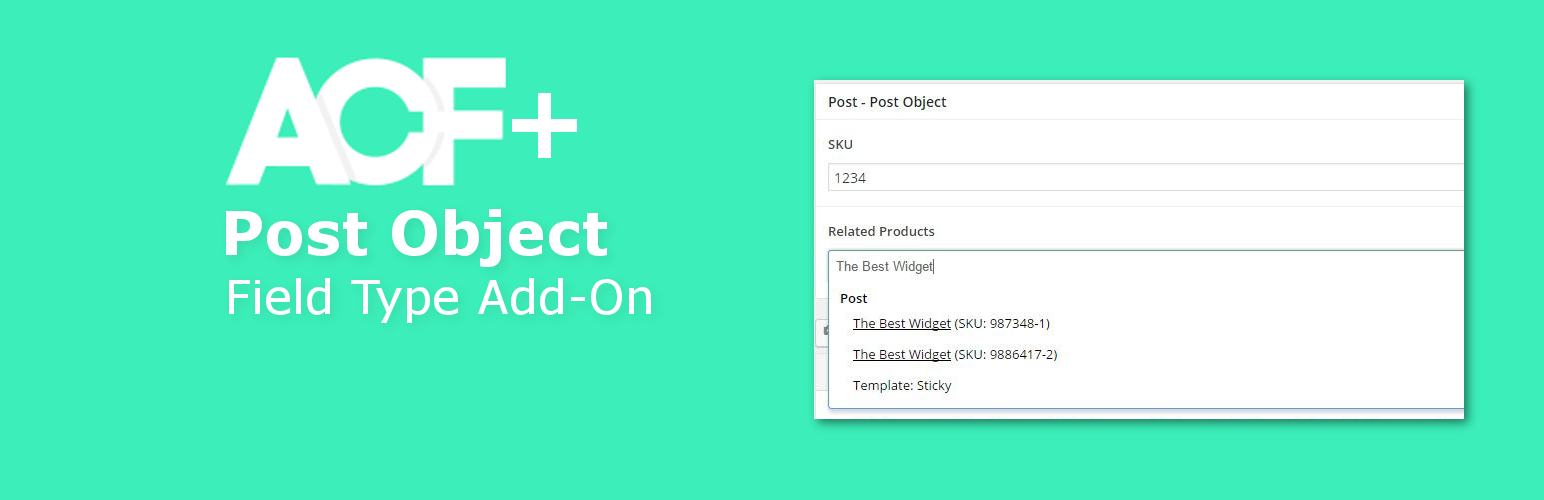 ACF+
Post Object
Field Type Add-On
Post - Post Object
SKU
1234
Related Products
The Best Widget
Post
The Best Widget (SKU: 987348-1)
The Best Widget (SKU: 9886417-2)
Template: Sticky